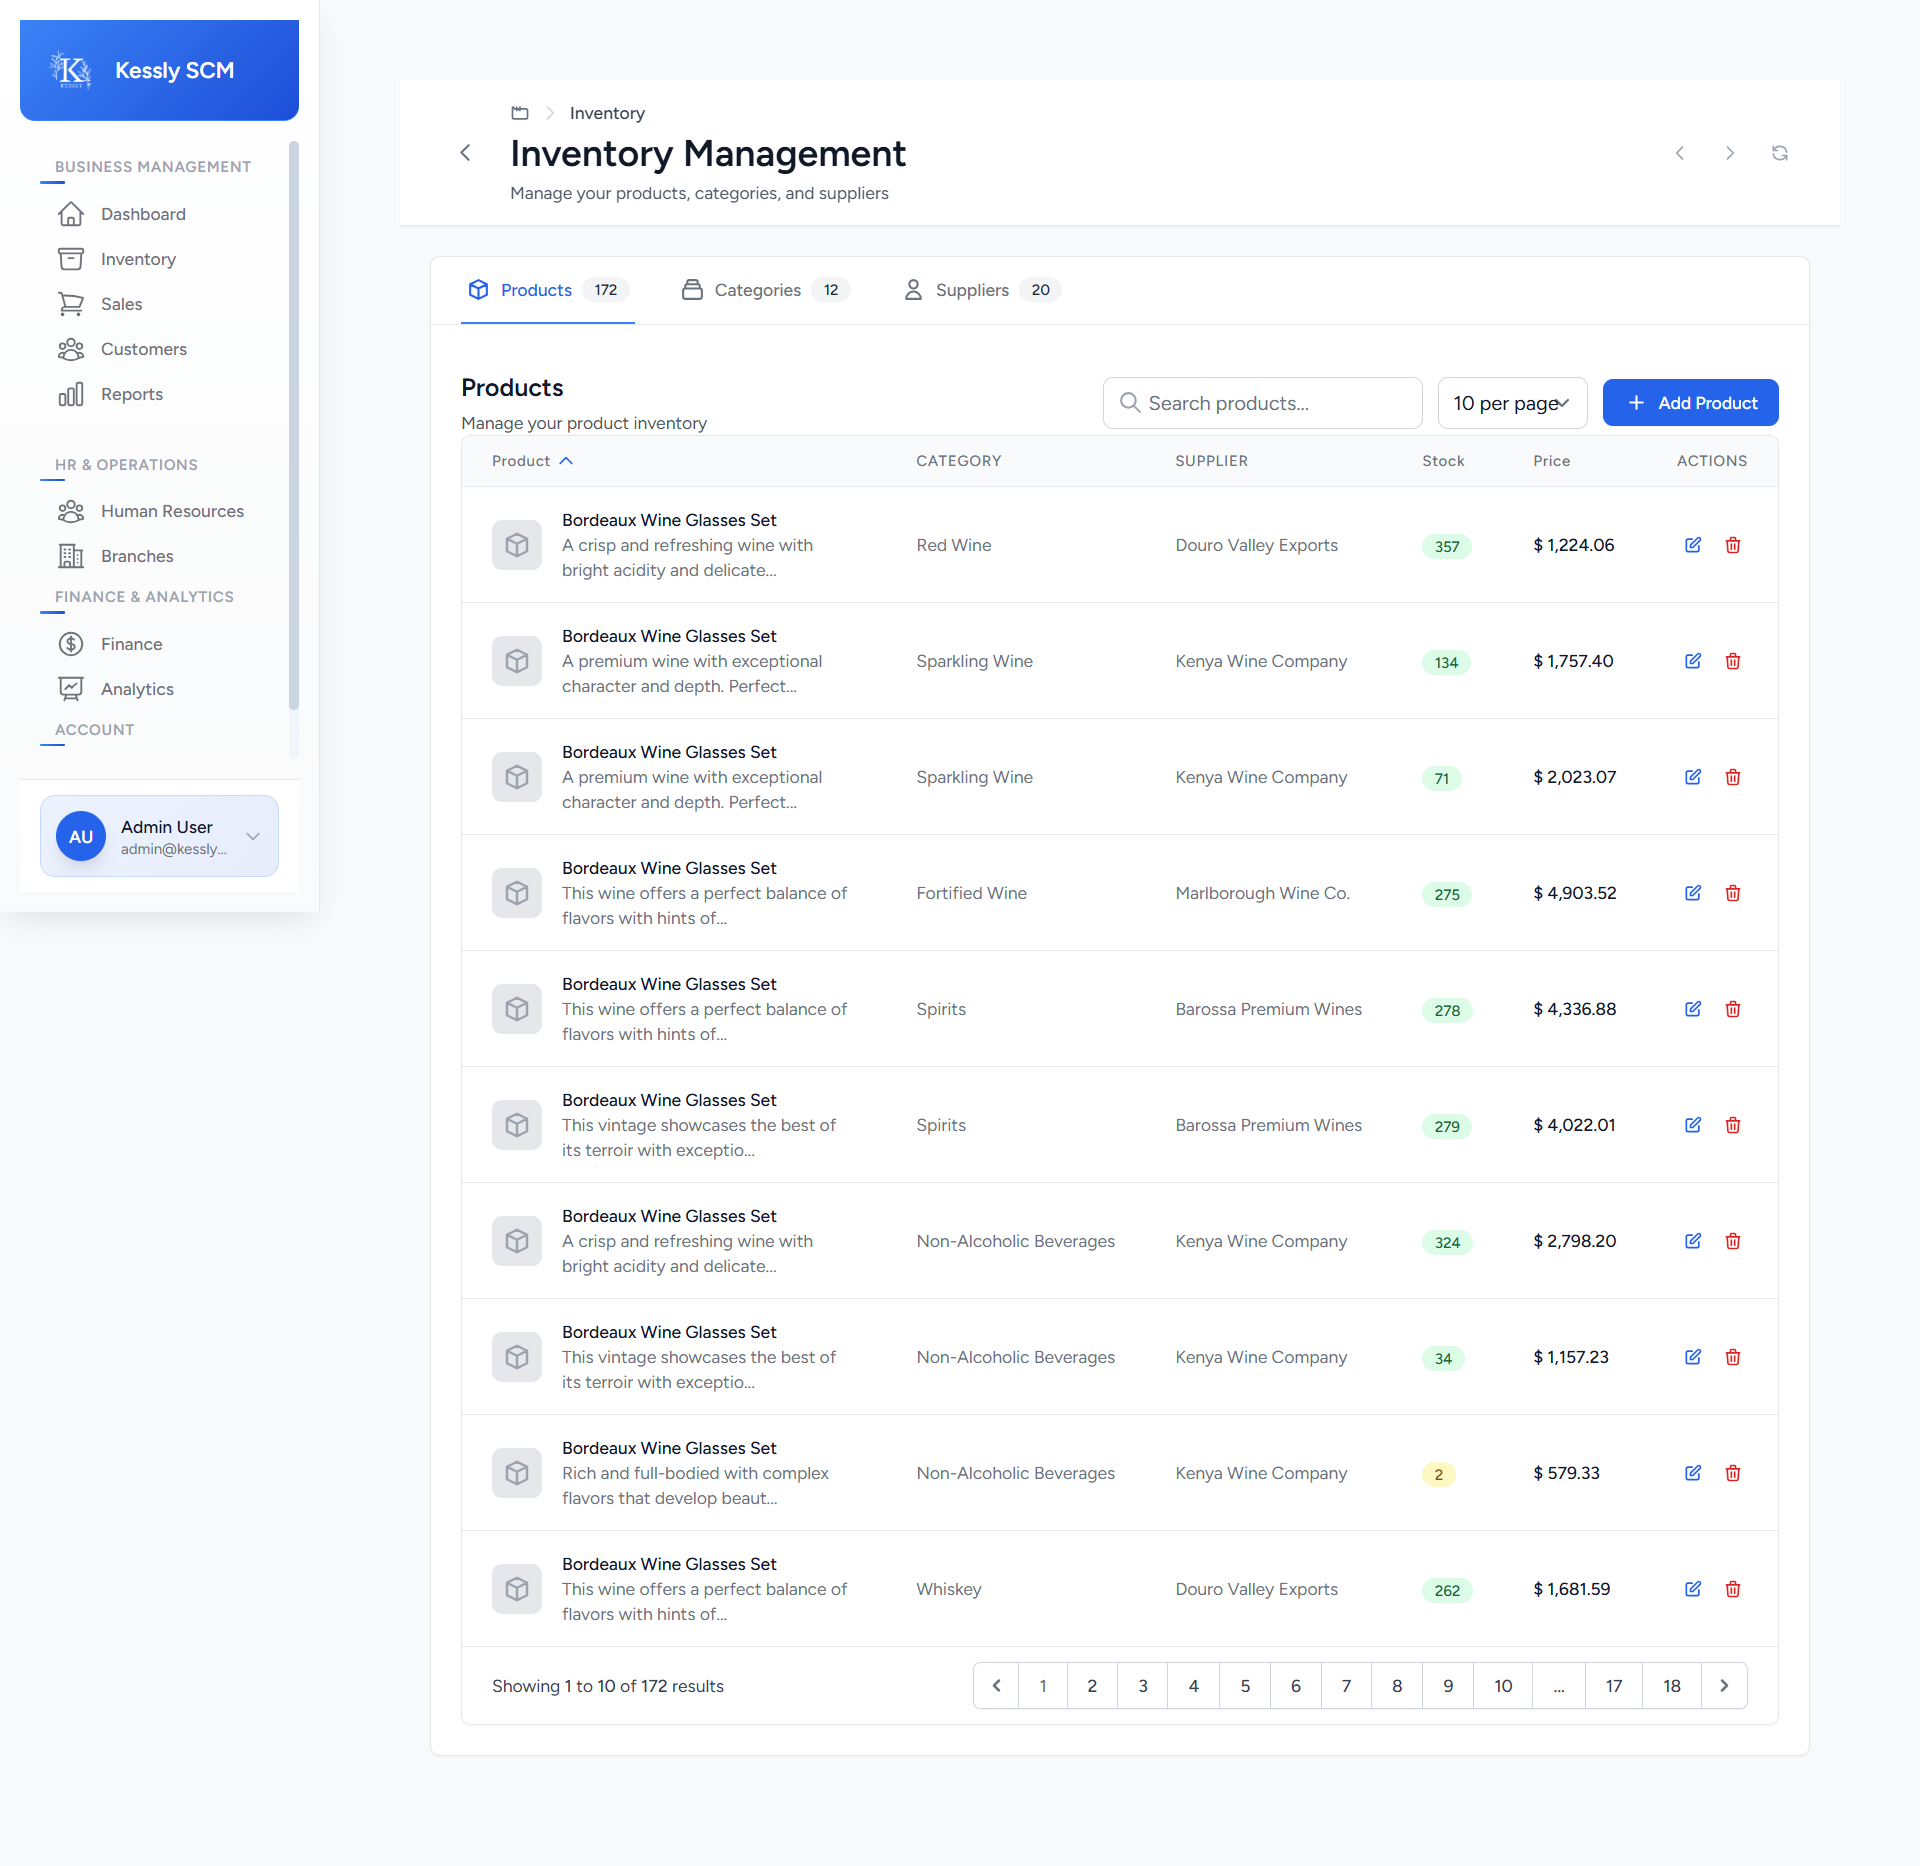 K
KESSLY
Kessly SCM
BUSINESS MANAGEMENT
Dashboard
Inventory
Sales
Customers
Reports
HR & OPERATIONS
Human Resources
Branches
FINANCE & ANALYTICS
Finance
Analytics
ACCOUNT
AU
Admin User
admin@kessly...
Inventory
Inventory Management
Manage your products, categories, and suppliers
Products 172
Categories 12
Suppliers 20
Products
Manage your product inventory
Search products...
10 per page
Add Product
Product CATEGORY SUPPLIER Stock Price ACTIONS
Bordeaux Wine Glasses Set
A crisp and refreshing wine with
bright acidity and delicate...
Red Wine Douro Valley Exports 357 $ 1,224.06
Bordeaux Wine Glasses Set
A premium wine with exceptional
character and depth. Perfect...
Sparkling Wine Kenya Wine Company 134 $ 1,757.40
Bordeaux Wine Glasses Set
A premium wine with exceptional
character and depth. Perfect...
Sparkling Wine Kenya Wine Company 71 $ 2,023.07
Bordeaux Wine Glasses Set
This wine offers a perfect balance of
flavors with hints of...
Fortified Wine Marlborough Wine Co. 275 $ 4,903.52
Bordeaux Wine Glasses Set
This wine offers a perfect balance of
flavors with hints of...
Spirits Barossa Premium Wines 278 $ 4,336.88
Bordeaux Wine Glasses Set
This vintage showcases the best of
its terroir with exceptio...
Spirits Barossa Premium Wines 279 $ 4,022.01
Bordeaux Wine Glasses Set
A crisp and refreshing wine with
bright acidity and delicate...
Non-Alcoholic Beverages Kenya Wine Company 324 $ 2,798.20
Bordeaux Wine Glasses Set
This vintage showcases the best of
its terroir with exceptio...
Non-Alcoholic Beverages Kenya Wine Company 34 $ 1,157.23
Bordeaux Wine Glasses Set
Rich and full-bodied with complex
flavors that develop beaut...
Non-Alcoholic Beverages Kenya Wine Company 2 $ 579.33
Bordeaux Wine Glasses Set
This wine offers a perfect balance of
flavors with hints of...
Whiskey Douro Valley Exports 262 $ 1,681.59
Showing 1 to 10 of 172 results
1 2 3 4 5 6 7 8 9 10 ... 17 18